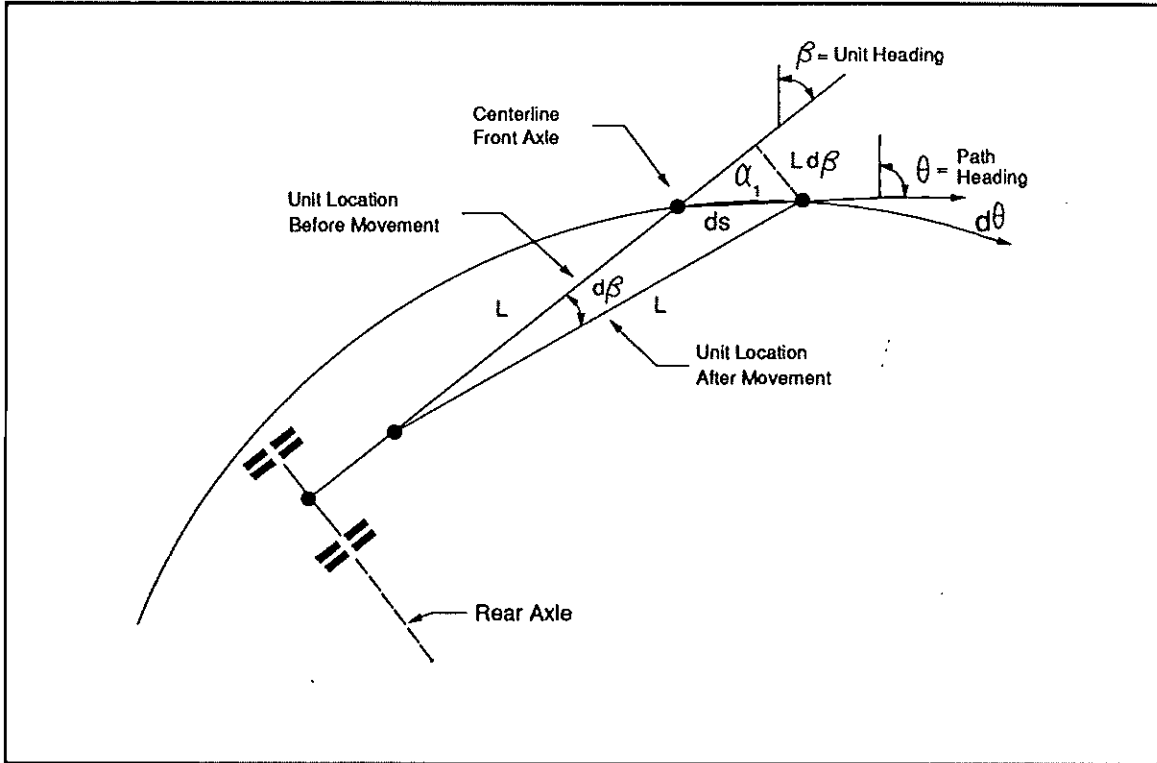 β = Unit Heading
Centerline
Front Axle
L dβ
θ = Path
Heading
α₁
Unit Location
Before Movement
ds
dθ
dβ
L
L
Unit Location
After Movement
Rear Axle